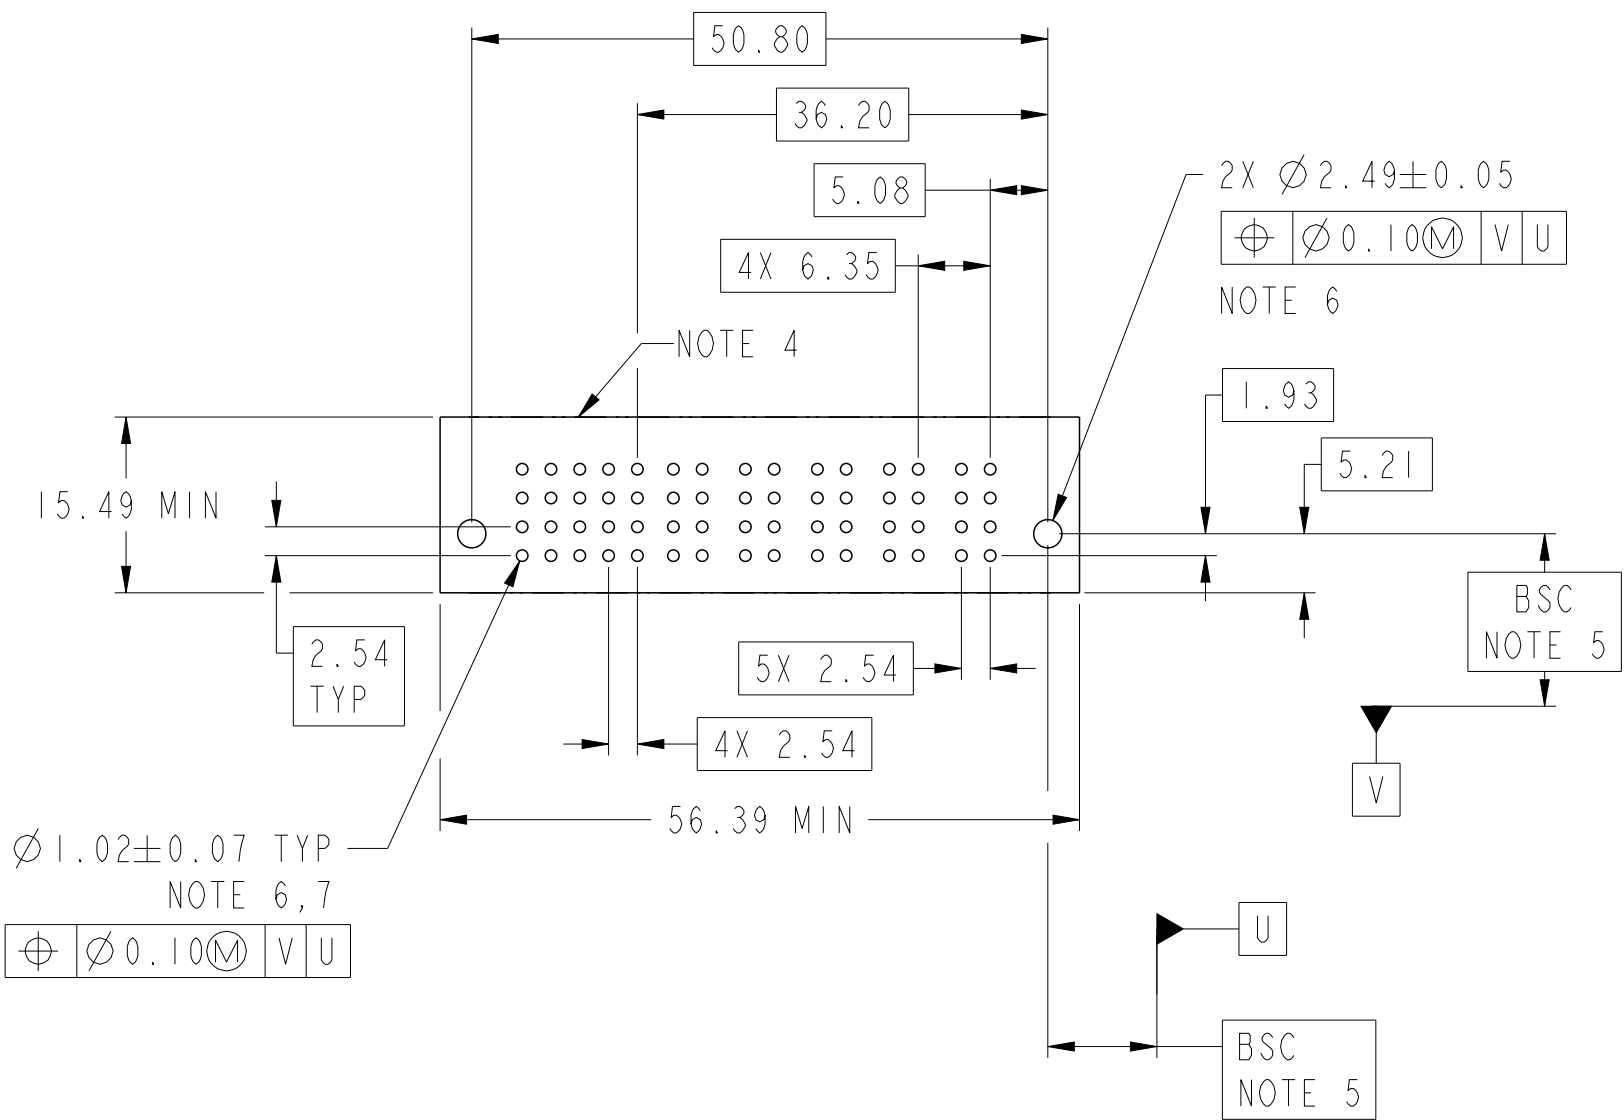 50.80
36.20
5.08
4X 6.35
2X ⌀2.49±0.05
⌖ ⌀0.10Ⓜ V U
NOTE 6
NOTE 4
1.93
5.21
15.49 MIN
BSC
NOTE 5
2.54
TYP
5X 2.54
4X 2.54
V
56.39 MIN
⌀1.02±0.07 TYP
NOTE 6,7
⌖ ⌀0.10Ⓜ V U
U
BSC
NOTE 5